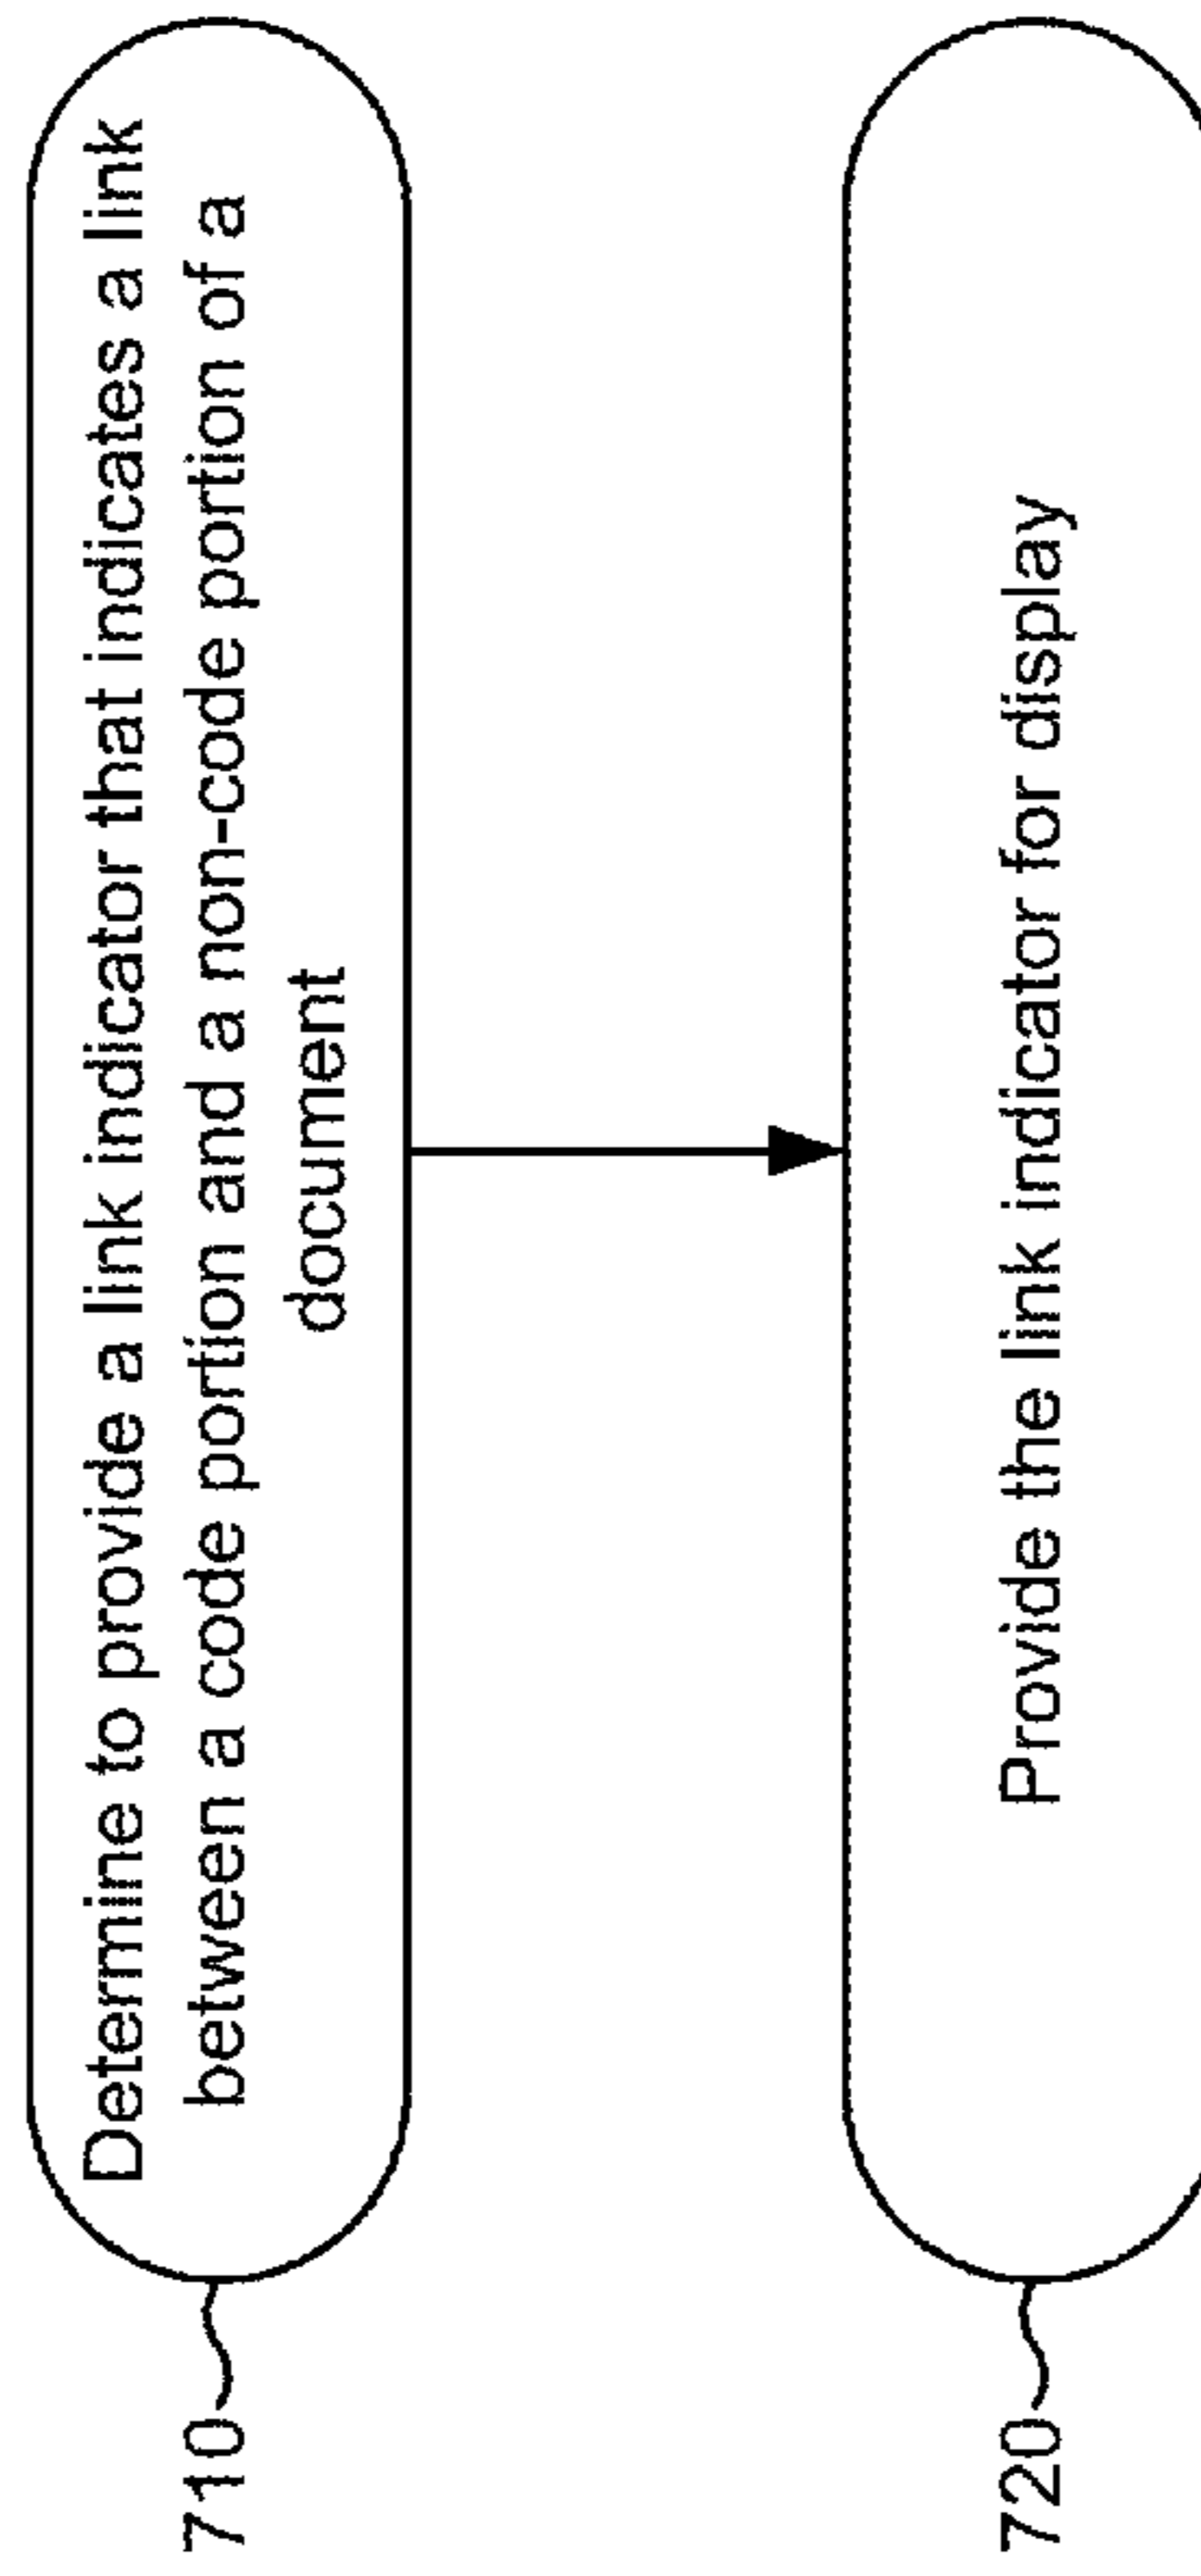 710
Determine to provide a link indicator that indicates a link
between a code portion and a non-code portion of a
document
720
Provide the link indicator for display